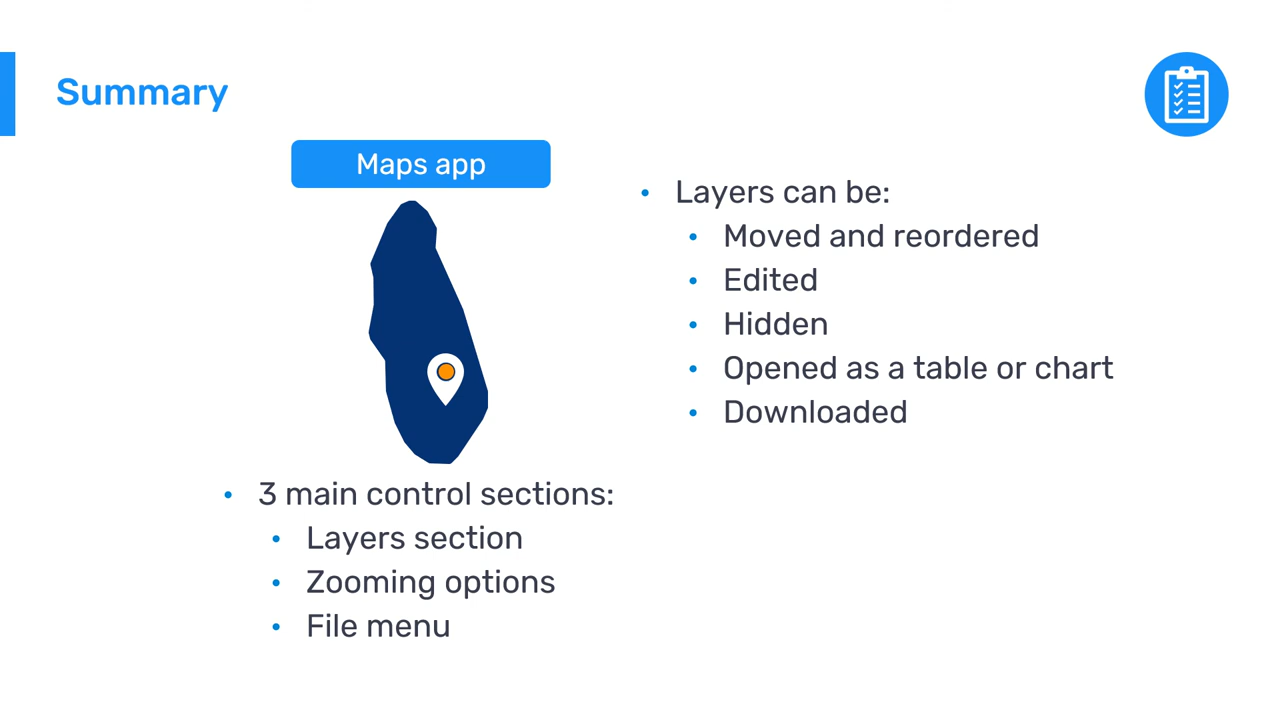 Summary
Maps app
• 3 main control sections:
• Layers section
• Zooming options
• File menu
• Layers can be:
• Moved and reordered
• Edited
• Hidden
• Opened as a table or chart
• Downloaded